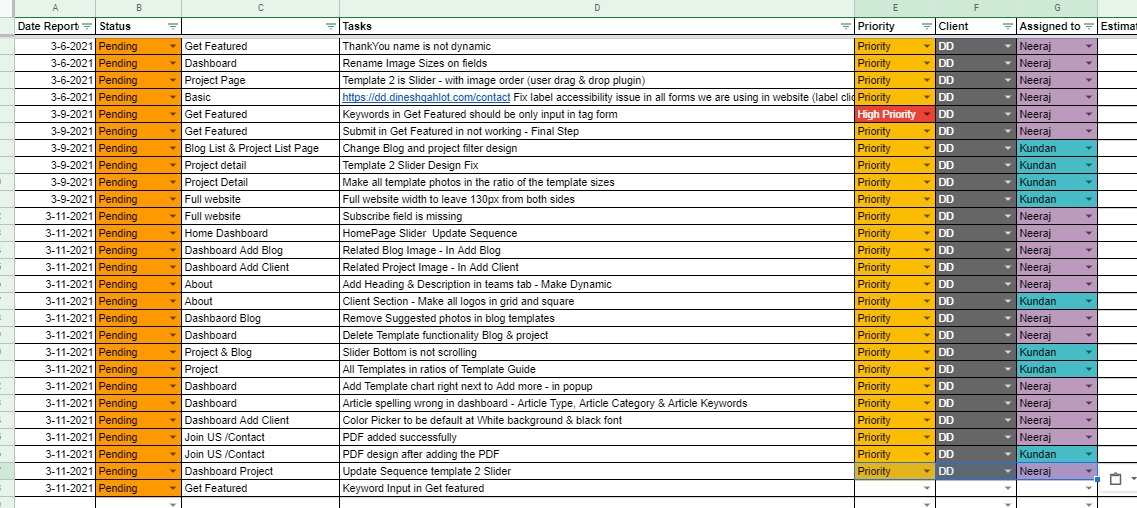 A B C D E F G
Date Report Status Tasks Priority Client Assigned to Estimat
3-6-2021 Pending Get Featured ThankYou name is not dynamic Priority DD Neeraj
3-6-2021 Pending Dashboard Rename Image Sizes on fields Priority DD Neeraj
3-6-2021 Pending Project Page Template 2 is Slider - with image order (user drag & drop plugin) Priority DD Neeraj
3-6-2021 Pending Basic https://dd.dineshgahlot.com/contact Fix label accessibility issue in all forms we are using in website (label clic Priority DD Neeraj
3-9-2021 Pending Get Featured Keywords in Get Featured should be only input in tag form High Priority DD Neeraj
3-9-2021 Pending Get Featured Submit in Get Featured in not working - Final Step Priority DD Neeraj
3-9-2021 Pending Blog List & Project List Page Change Blog and project filter design Priority DD Kundan
3-9-2021 Pending Project detail Template 2 Slider Design Fix Priority DD Kundan
3-9-2021 Pending Project Detail Make all template photos in the ratio of the template sizes Priority DD Kundan
3-9-2021 Pending Full website Full website width to leave 130px from both sides Priority DD Kundan
3-11-2021 Pending Full website Subscribe field is missing Priority DD Neeraj
3-11-2021 Pending Home Dashboard HomePage Slider Update Sequence Priority DD Neeraj
3-11-2021 Pending Dashboard Add Blog Related Blog Image - In Add Blog Priority DD Neeraj
3-11-2021 Pending Dashboard Add Client Related Project Image - In Add Client Priority DD Neeraj
3-11-2021 Pending About Add Heading & Description in teams tab - Make Dynamic Priority DD Neeraj
3-11-2021 Pending About Client Section - Make all logos in grid and square Priority DD Kundan
3-11-2021 Pending Dashbaord Blog Remove Suggested photos in blog templates Priority DD Neeraj
3-11-2021 Pending Dashboard Delete Template functionality Blog & project Priority DD Neeraj
3-11-2021 Pending Project & Blog Slider Bottom is not scrolling Priority DD Kundan
3-11-2021 Pending Project All Templates in ratios of Template Guide Priority DD Kundan
3-11-2021 Pending Dashboard Add Template chart right next to Add more - in popup Priority DD Neeraj
3-11-2021 Pending Dashboard Article spelling wrong in dashboard - Article Type, Article Category & Article Keywords Priority DD Neeraj
3-11-2021 Pending Dashboard Add Client Color Picker to be default at White background & black font Priority DD Neeraj
3-11-2021 Pending Join US /Contact PDF added successfully Priority DD Neeraj
3-11-2021 Pending Join US /Contact PDF design after adding the PDF Priority DD Kundan
3-11-2021 Pending Dashboard Project Update Sequence template 2 Slider Priority DD Neeraj
3-11-2021 Pending Get Featured Keyword Input in Get featured